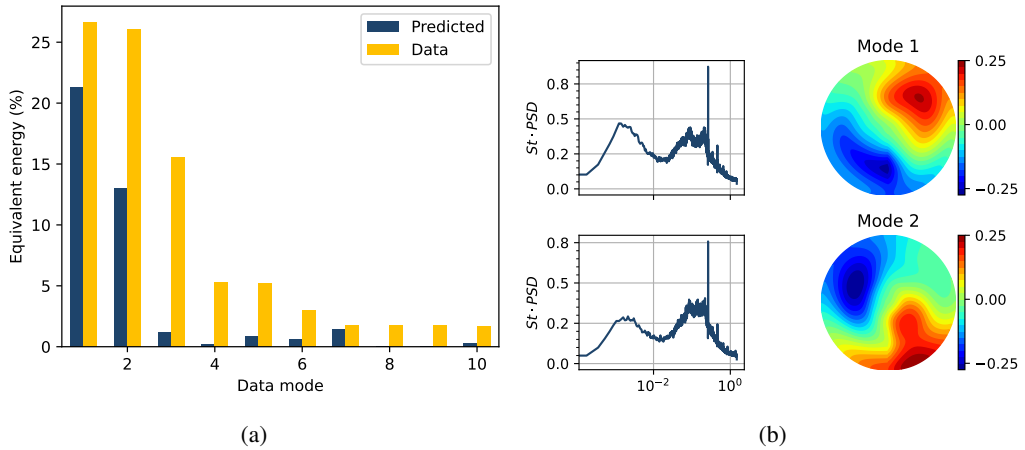 Predicted
Data
25
20
15
10
5
0
Equivalent energy (%)
2
4
6
8
10
Data mode
(a)
0.8
0.5
0.2
0.0
St · PSD
Mode 1
0.25
0.00
−0.25
0.8
0.5
0.2
0.0
St · PSD
10⁻²
10⁰
Mode 2
0.25
0.00
−0.25
(b)